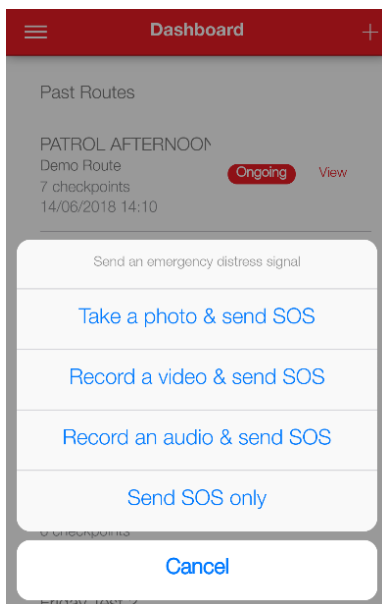 Dashboard
Past Routes
PATROL AFTERNOON
Demo Route
Ongoing View
7 checkpoints
14/06/2018 14:10
Send an emergency distress signal
Take a photo & send SOS
Record a video & send SOS
Record an audio & send SOS
Send SOS only
checkpoints
Cancel